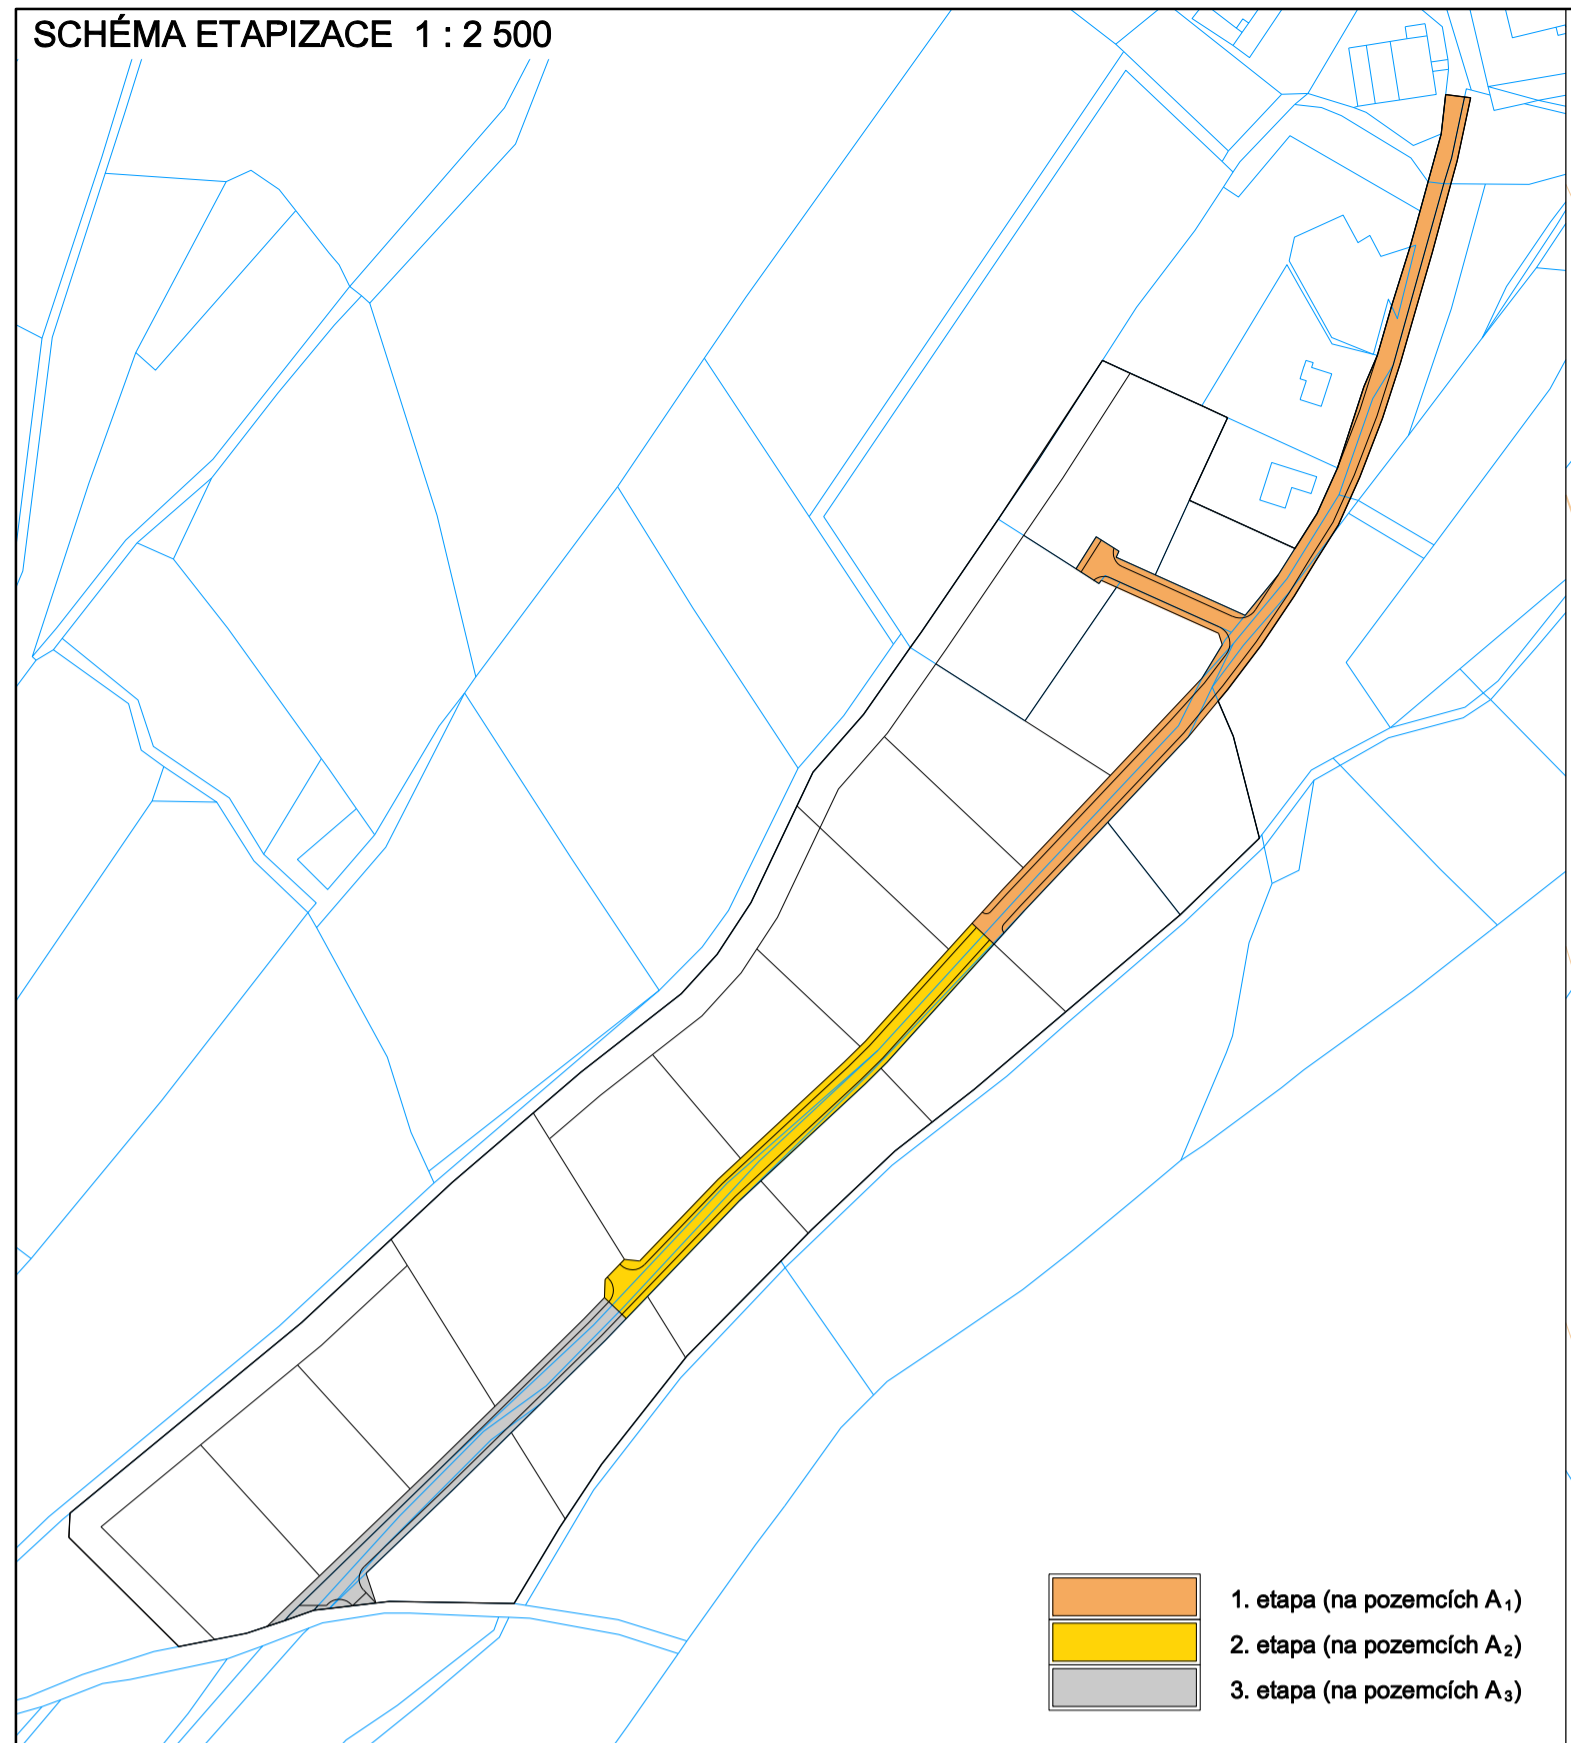 SCHÉMA ETAPIZACE 1 : 2 500
1. etapa (na pozemcích A₁)
2. etapa (na pozemcích A₂)
3. etapa (na pozemcích A₃)